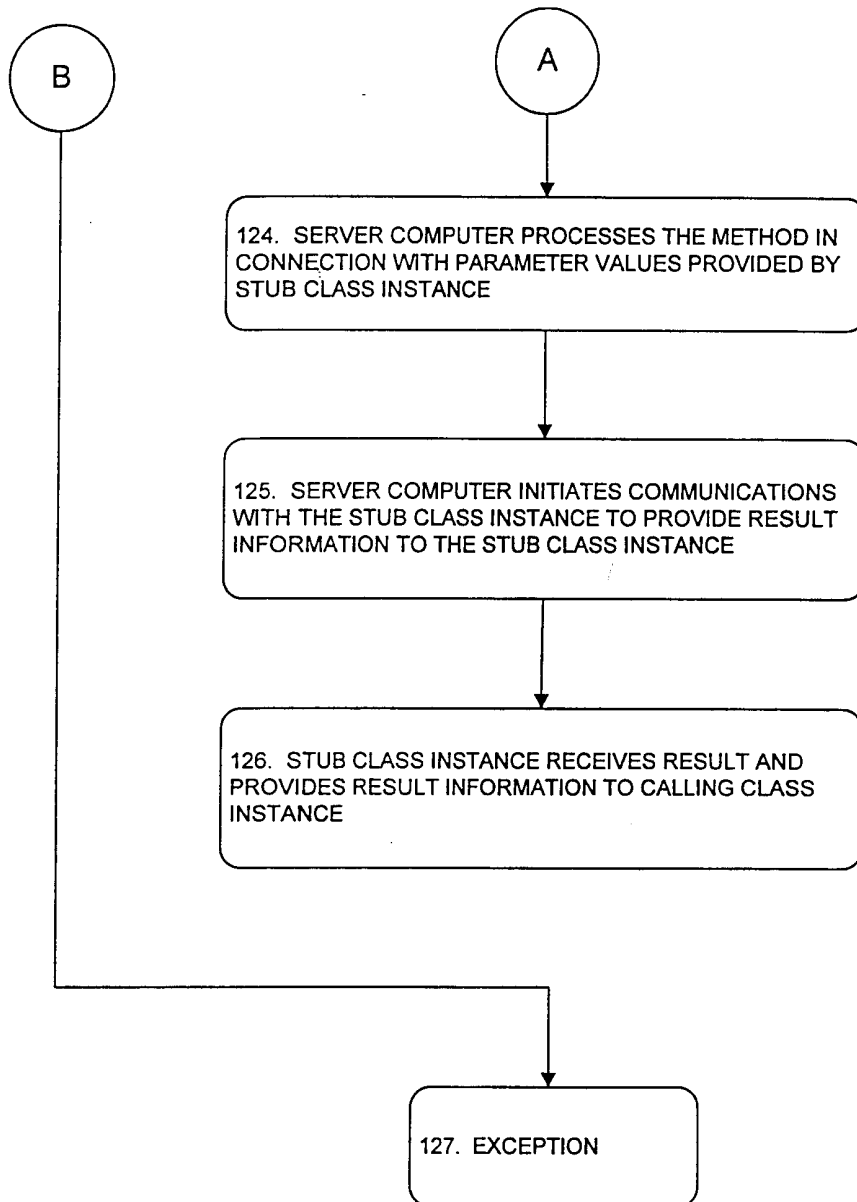 B
A
124. SERVER COMPUTER PROCESSES THE METHOD IN
CONNECTION WITH PARAMETER VALUES PROVIDED BY
STUB CLASS INSTANCE
125. SERVER COMPUTER INITIATES COMMUNICATIONS
WITH THE STUB CLASS INSTANCE TO PROVIDE RESULT
INFORMATION TO THE STUB CLASS INSTANCE
126. STUB CLASS INSTANCE RECEIVES RESULT AND
PROVIDES RESULT INFORMATION TO CALLING CLASS
INSTANCE
127. EXCEPTION